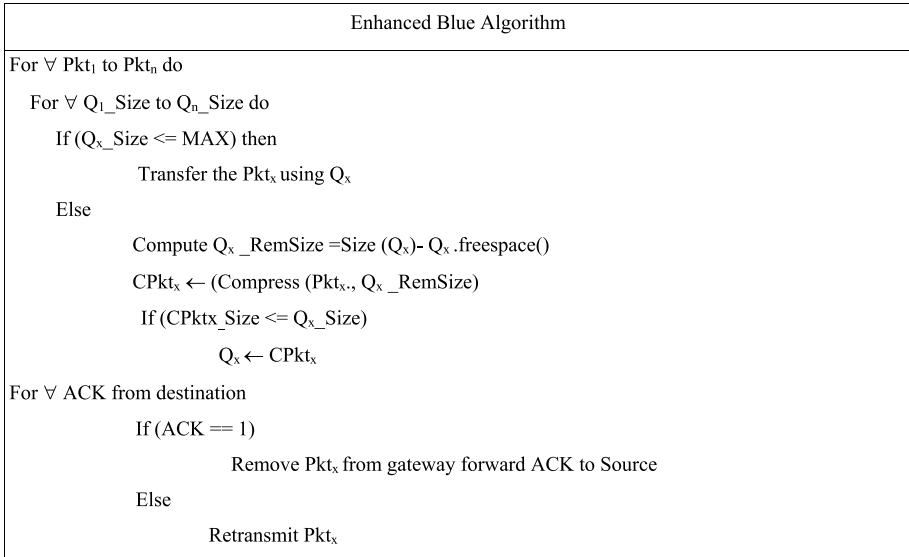 Enhanced Blue Algorithm
For ∀ Pkt₁ to Pktₙ do
For ∀ Q₁_Size to Qₙ_Size do
If (Qₓ_Size <= MAX) then
Transfer the Pktₓ using Qₓ
Else
Compute Qₓ _RemSize =Size (Qₓ)- Qₓ .freespace()
CPktₓ ← (Compress (Pktₓ., Qₓ _RemSize)
If (CPktx_Size <= Qₓ_Size)
Qₓ ← CPktₓ
For ∀ ACK from destination
If (ACK == 1)
Remove Pktₓ from gateway forward ACK to Source
Else
Retransmit Pktₓ